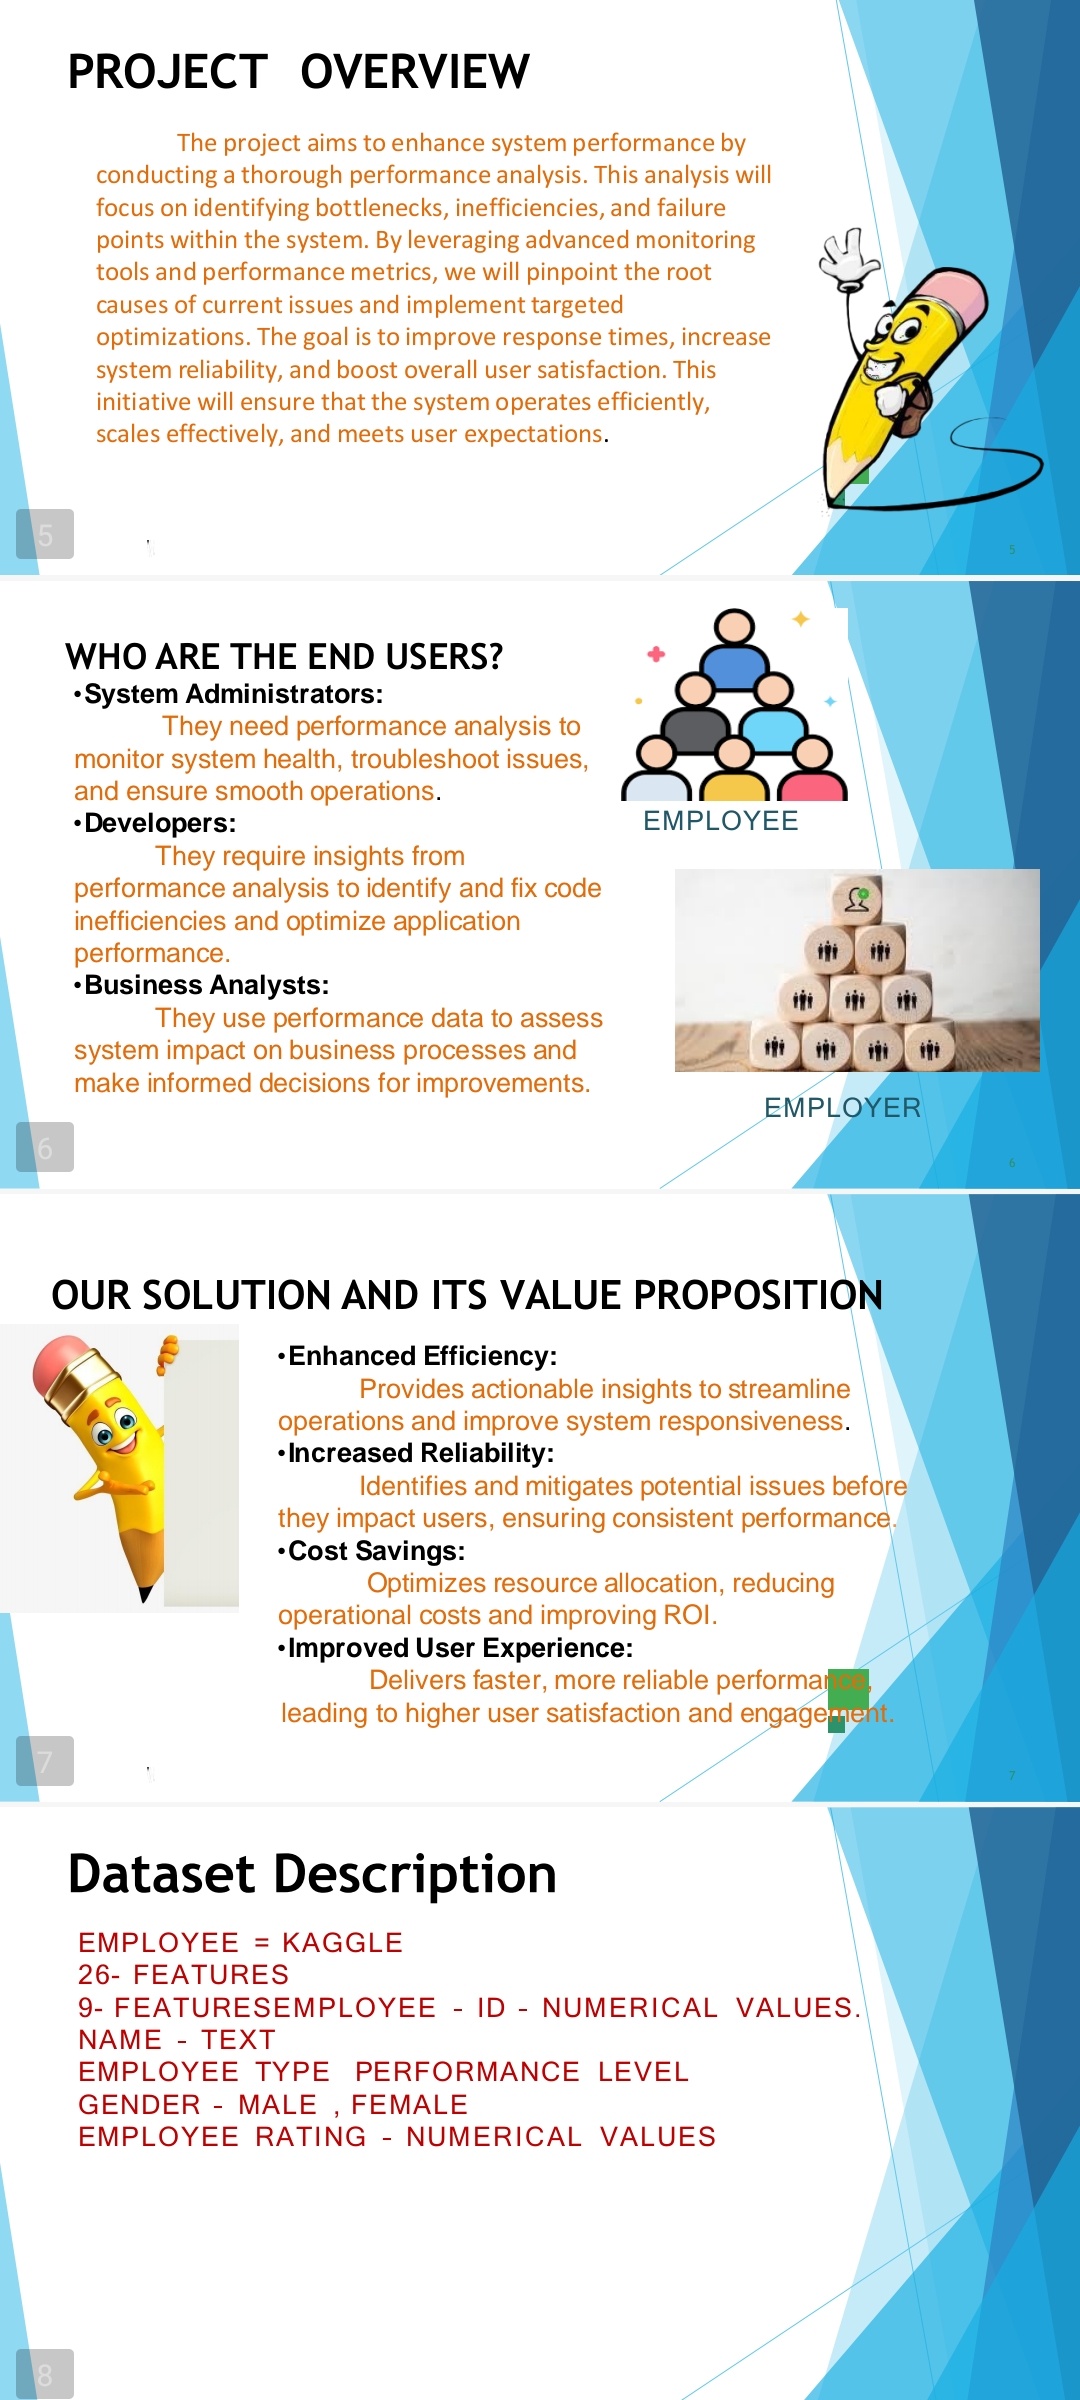 PROJECT OVERVIEW
The project aims to enhance system performance by
conducting a thorough performance analysis. This analysis will
focus on identifying bottlenecks, inefficiencies, and failure
points within the system. By leveraging advanced monitoring
tools and performance metrics, we will pinpoint the root
causes of current issues and implement targeted
optimizations. The goal is to improve response times, increase
system reliability, and boost overall user satisfaction. This
initiative will ensure that the system operates efficiently,
scales effectively, and meets user expectations.
5
5
WHO ARE THE END USERS?
•System Administrators:
They need performance analysis to
monitor system health, troubleshoot issues,
and ensure smooth operations.
•Developers:
They require insights from
performance analysis to identify and fix code
inefficiencies and optimize application
performance.
•Business Analysts:
They use performance data to assess
system impact on business processes and
make informed decisions for improvements.
EMPLOYEE
EMPLOYER
6
6
OUR SOLUTION AND ITS VALUE PROPOSITION
•Enhanced Efficiency:
Provides actionable insights to streamline
operations and improve system responsiveness.
•Increased Reliability:
Identifies and mitigates potential issues before
they impact users, ensuring consistent performance.
•Cost Savings:
Optimizes resource allocation, reducing
operational costs and improving ROI.
•Improved User Experience:
Delivers faster, more reliable performance,
leading to higher user satisfaction and engagement.
7
7
Dataset Description
EMPLOYEE = KAGGLE
26- FEATURES
9- FEATURESEMPLOYEE - ID - NUMERICAL VALUES.
NAME - TEXT
EMPLOYEE TYPE PERFORMANCE LEVEL
GENDER - MALE , FEMALE
EMPLOYEE RATING - NUMERICAL VALUES
8